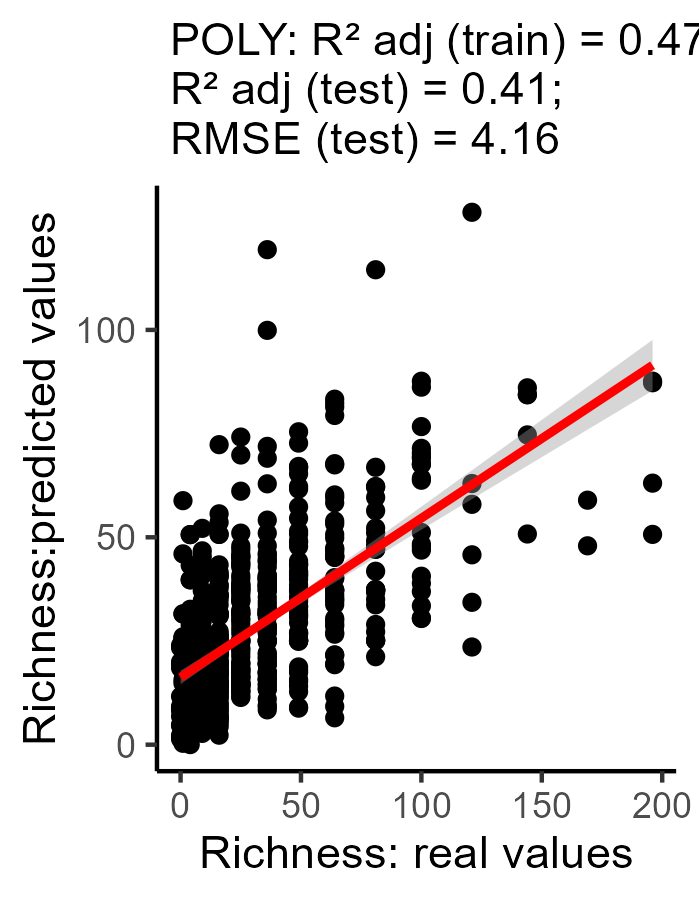 POLY: R² adj (train) = 0.47
R² adj (test) = 0.41;
RMSE (test) = 4.16
Richness:predicted values
100
50
0
0 50 100 150 200
Richness: real values